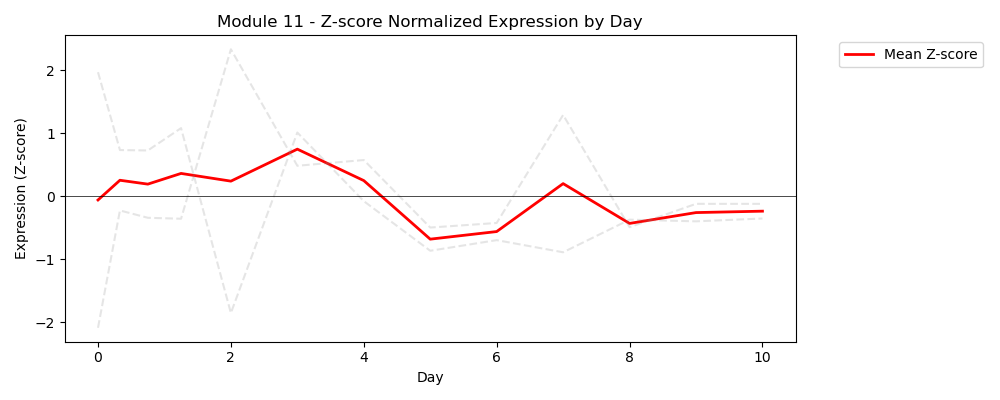 Module 11 - Z-score Normalized Expression by Day
Mean Z-score
Expression (Z-score)
2
1
0
−1
−2
0 2 4 6 8 10
Day